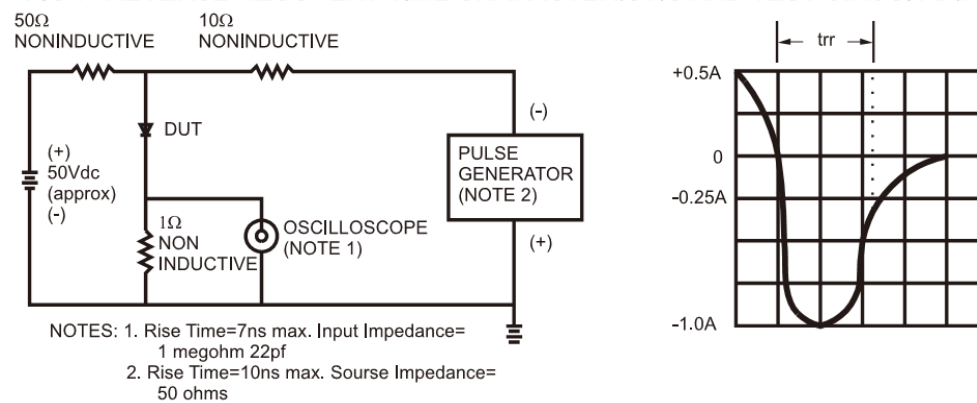 50Ω
NONINDUCTIVE
10Ω
NONINDUCTIVE
DUT
(+)
50Vdc
(approx)
(-)
1Ω
NON
INDUCTIVE
OSCILLOSCOPE
(NOTE 1)
(-)
PULSE
GENERATOR
(NOTE 2)
(+)
NOTES: 1. Rise Time=7ns max. Input Impedance=
1 megohm 22pf
2. Rise Time=10ns max. Sourse Impedance=
50 ohms
trr
+0.5A
0
-0.25A
-1.0A